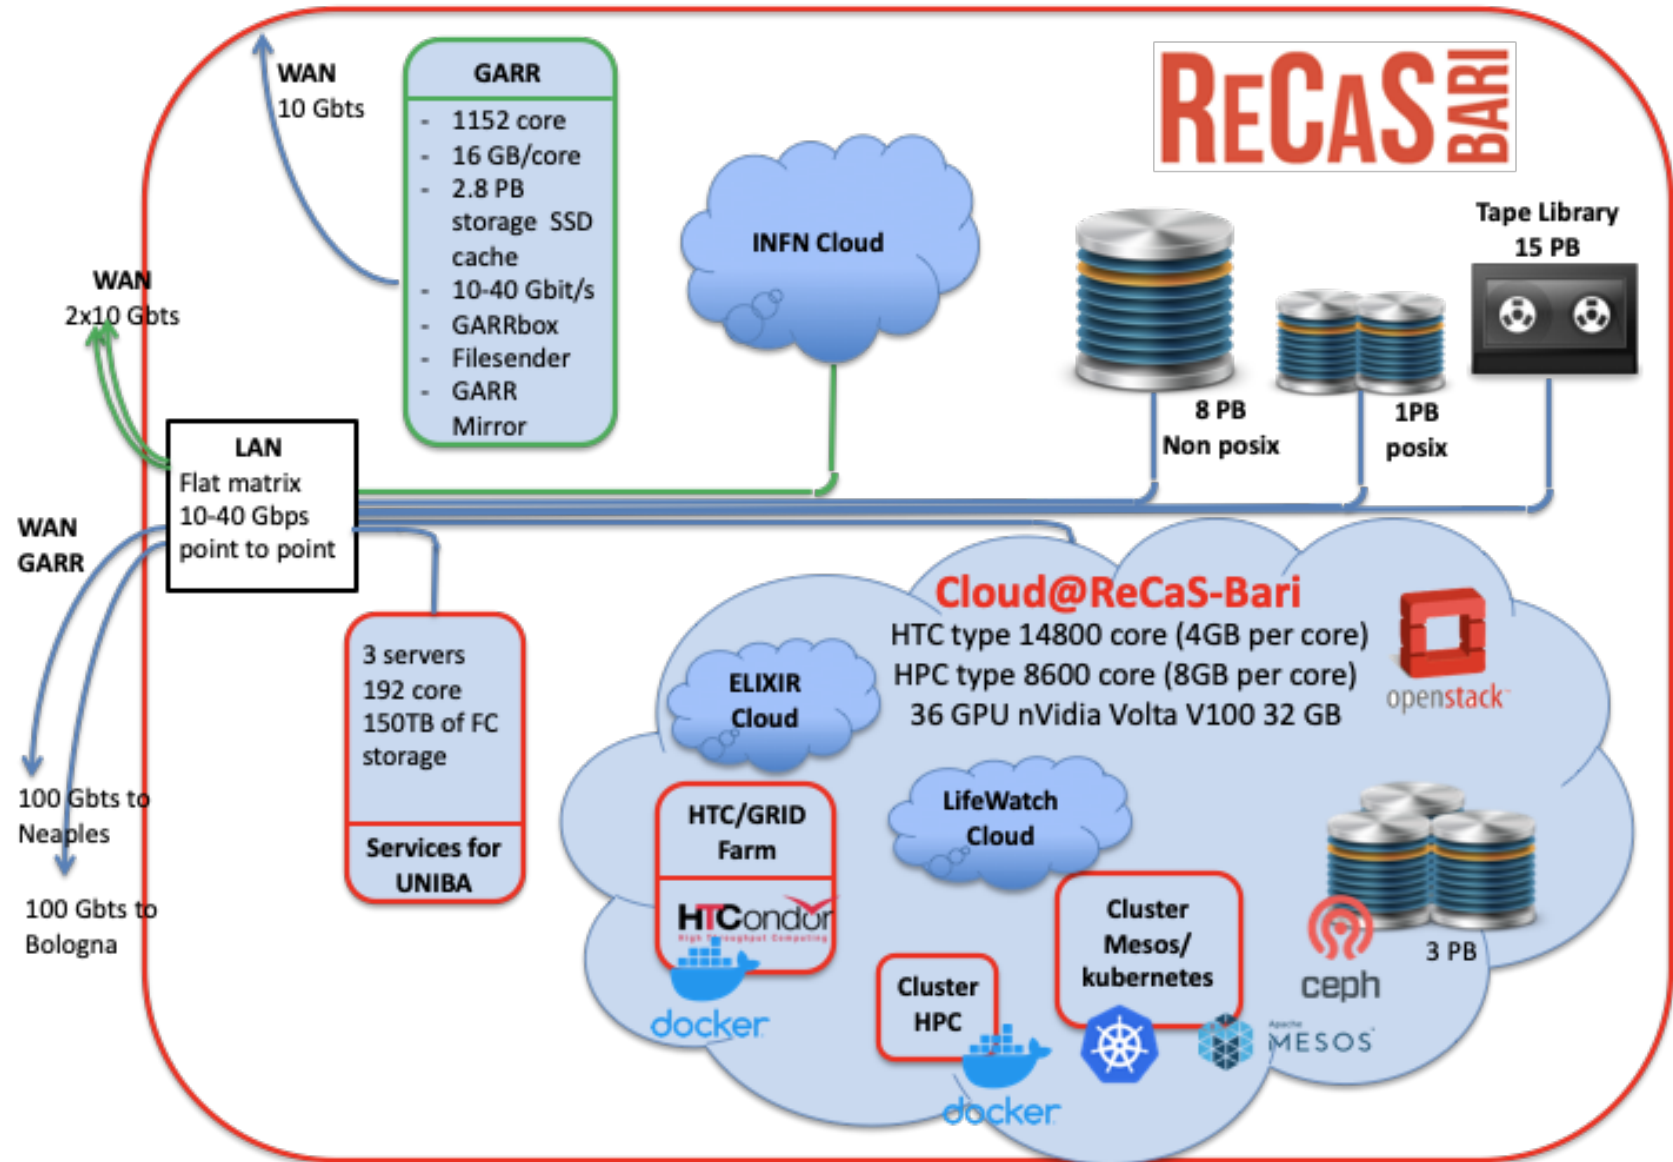 WAN
10 Gbts
GARR
- 1152 core
- 16 GB/core
- 2.8 PB
storage SSD
cache
- 10-40 Gbit/s
- GARRbox
- Filesender
- GARR
Mirror
INFN Cloud
ReCaS
BARI
Tape Library
15 PB
8 PB
Non posix
1PB
posix
WAN
2x10 Gbts
LAN
Flat matrix
10-40 Gbps
point to point
WAN
GARR
100 Gbts to
Neaples
100 Gbts to
Bologna
3 servers
192 core
150TB of FC
storage
Services for
UNIBA
Cloud@ReCaS-Bari
HTC type 14800 core (4GB per core)
HPC type 8600 core (8GB per core)
36 GPU nVidia Volta V100 32 GB
openstack
ELIXIR
Cloud
LifeWatch
Cloud
HTC/GRID
Farm
HTCondor
High Throughput Computing
docker
Cluster
HPC
docker
Cluster
Mesos/
kubernetes
Apache
MESOS
ceph
3 PB